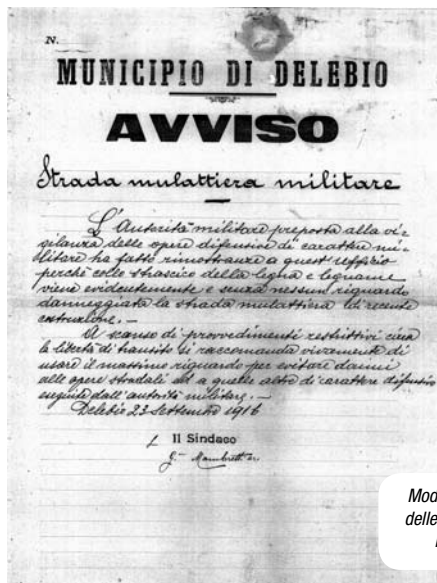 N.
MUNICIPIO DI DELEBIO
AVVISO
Strada mulattiera militare
L'Autorità militare preposta alla vi-
gilanza delle opere difensive di carattere mi-
litare ha fatto rimostranze a quest'ufficio
perchè collo strascico della legna e legname
viene evidentemente e senza nessun riguardo
danneggiata la strada mulattiera di recente
costruzione. —
A scanso di provvedimenti restrittivi circa
la libertà di transito si raccomanda vivamente di
usare il massimo riguardo per evitare danni
alle opere stradali ed a quelle altre di carattere difensivo
eseguite dall'autorità militare. —
Delebio 23 Settembre 1916
Il Sindaco
Mod
delle